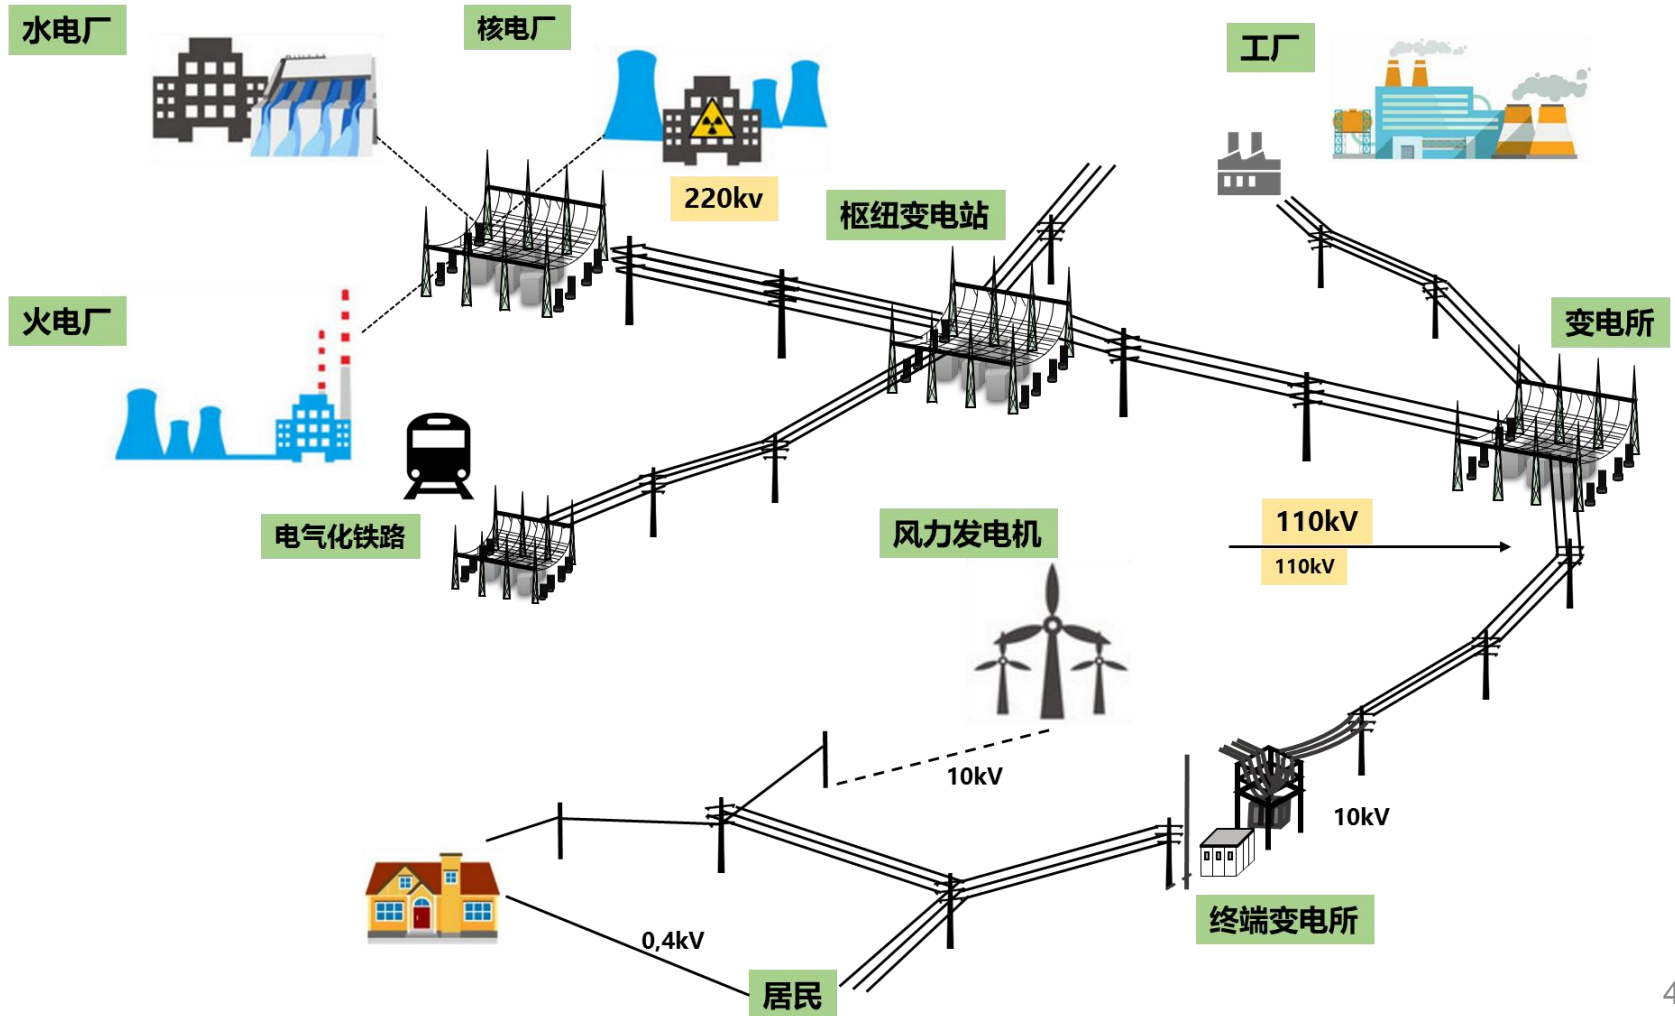 水电厂
核电厂
工厂
220kv
枢纽变电站
火电厂
变电所
电气化铁路
风力发电机
110kV
110kV
10kV
10kV
终端变电所
0,4kV
居民
4